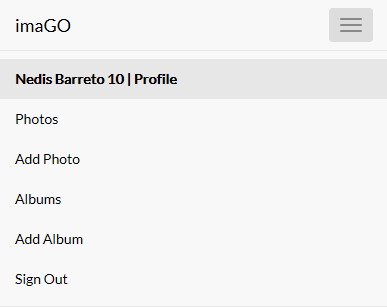 imaGO
Nedis Barreto 10 | Profile
Photos
Add Photo
Albums
Add Album
Sign Out